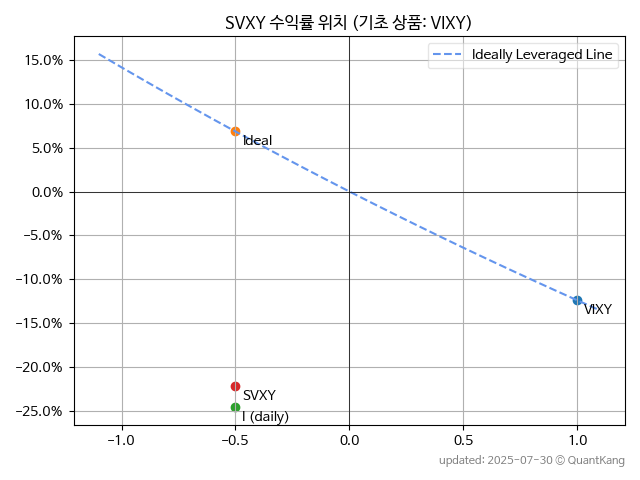 SVXY 수익률 위치 (기초 상품: VIXY)
Ideally Leveraged Line
15.0%
10.0%
5.0%
0.0%
−5.0%
−10.0%
−15.0%
−20.0%
−25.0%
Ideal
VIXY
SVXY
I (daily)
−1.0
−0.5
0.0
0.5
1.0
updated: 2025-07-30 © QuantKang